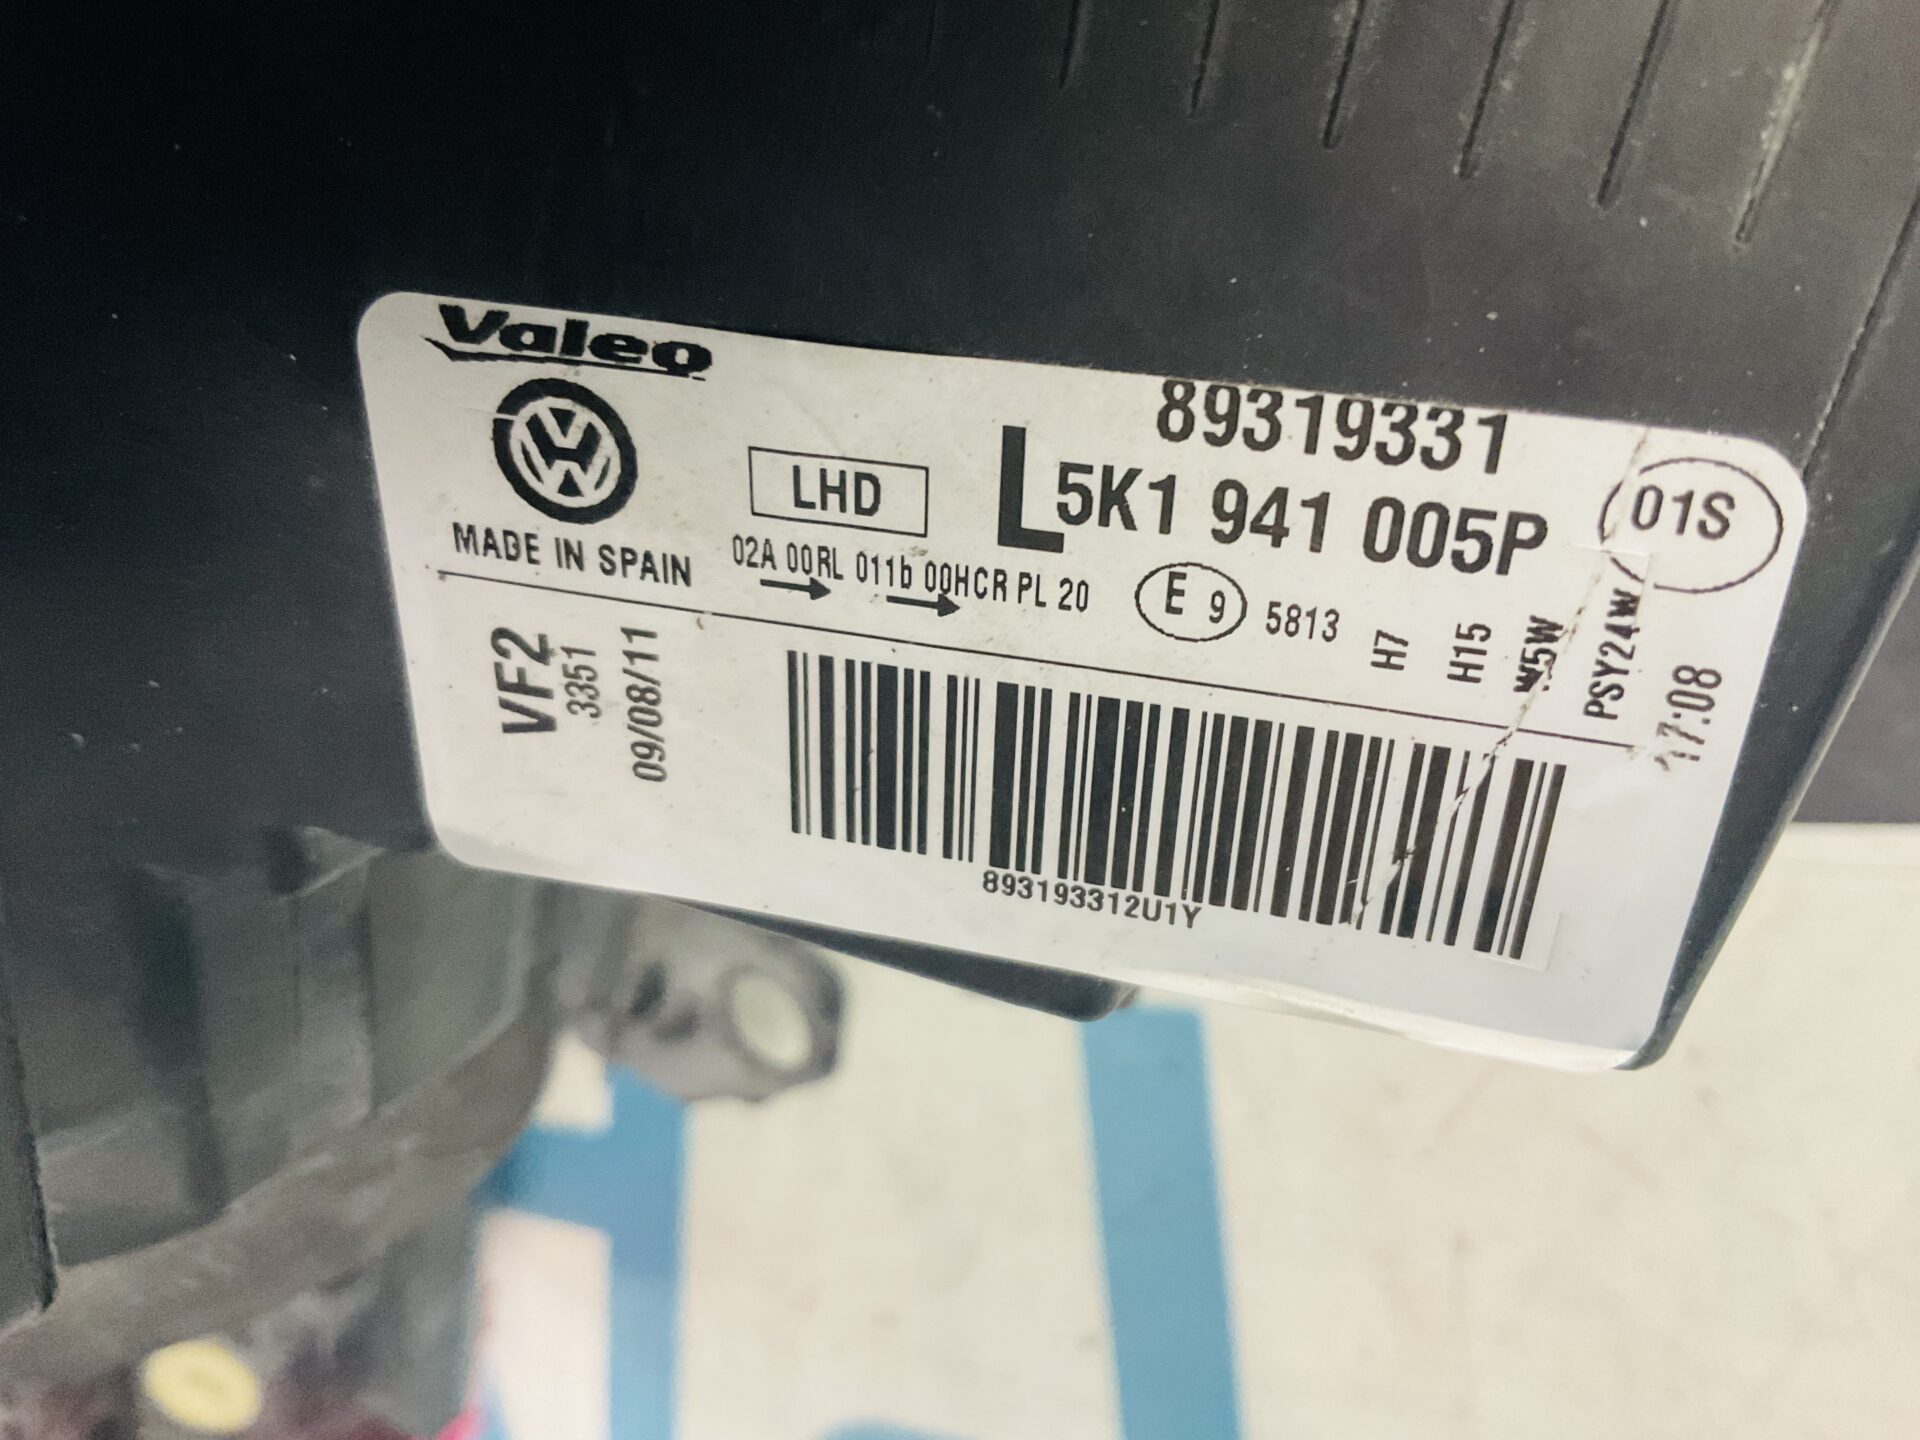 Valeo
89319331
LHD
L 5K1 941 005P
01S
MADE IN SPAIN
02A 00RL 011b 00HCR PL 20
E 9 5813
H7
H15
W5W
PSY24W
17:08
VF2
3351
09/08/11
893193312U1Y